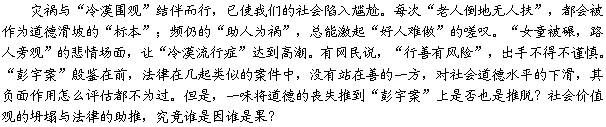 灾祸与“冷漠围观”结伴而行，已使我们的社会陷入尴尬。每次“老人倒地无人扶”，都会被
作为道德滑坡的“标本”；频仍的“助人为祸”，总能激起“好人难做”的嗟叹。“女童被碾，路
人旁观”的悲情场面，让“冷漠流行症”达到高潮。有网民说，“行善有风险”，出手不得不谨慎。
“彭宇案”殷鉴在前，法律在几起类似的案件中，没有站在善的一方，对社会道德水平的下滑，其
负面作用怎么评估都不为过。但是，一味将道德的丧失推到“彭宇案”上是否也是推脱？社会价值
观的坍塌与法律的助推，究竟谁是因谁是果？